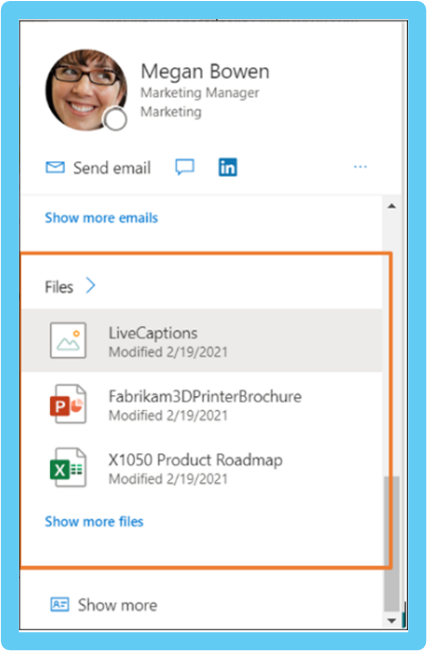 Megan Bowen
Marketing Manager
Marketing
Send email
in
...
Show more emails
Files
LiveCaptions
Modified 2/19/2021
P
Fabrikam3DPrinterBrochure
Modified 2/19/2021
X
X1050 Product Roadmap
Modified 2/19/2021
Show more files
Show more